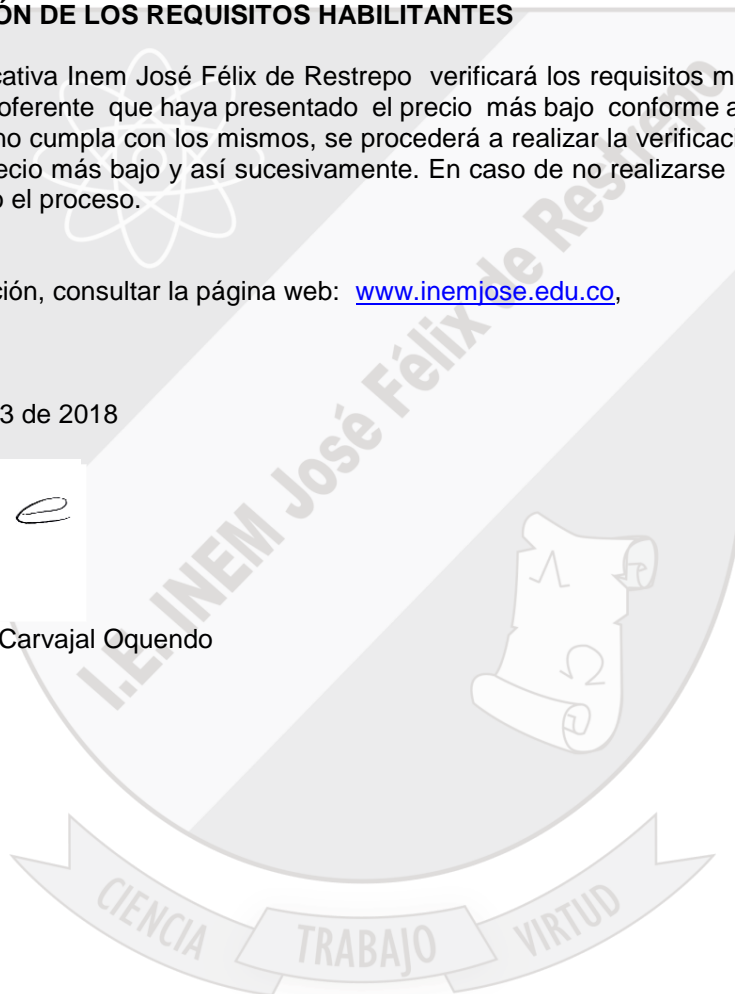 ÓN DE LOS REQUISITOS HABILITANTES
cativa Inem José Félix de Restrepo verificará los requisitos m
oferente que haya presentado el precio más bajo conforme a
no cumpla con los mismos, se procederá a realizar la verificaci
ecio más bajo y así sucesivamente. En caso de no realizarse
o el proceso.
ción, consultar la página web: www.inemjose.edu.co,
3 de 2018
Carvajal Oquendo
I.E. INEM José Félix de Restrepo
CIENCIA TRABAJO VIRTUD